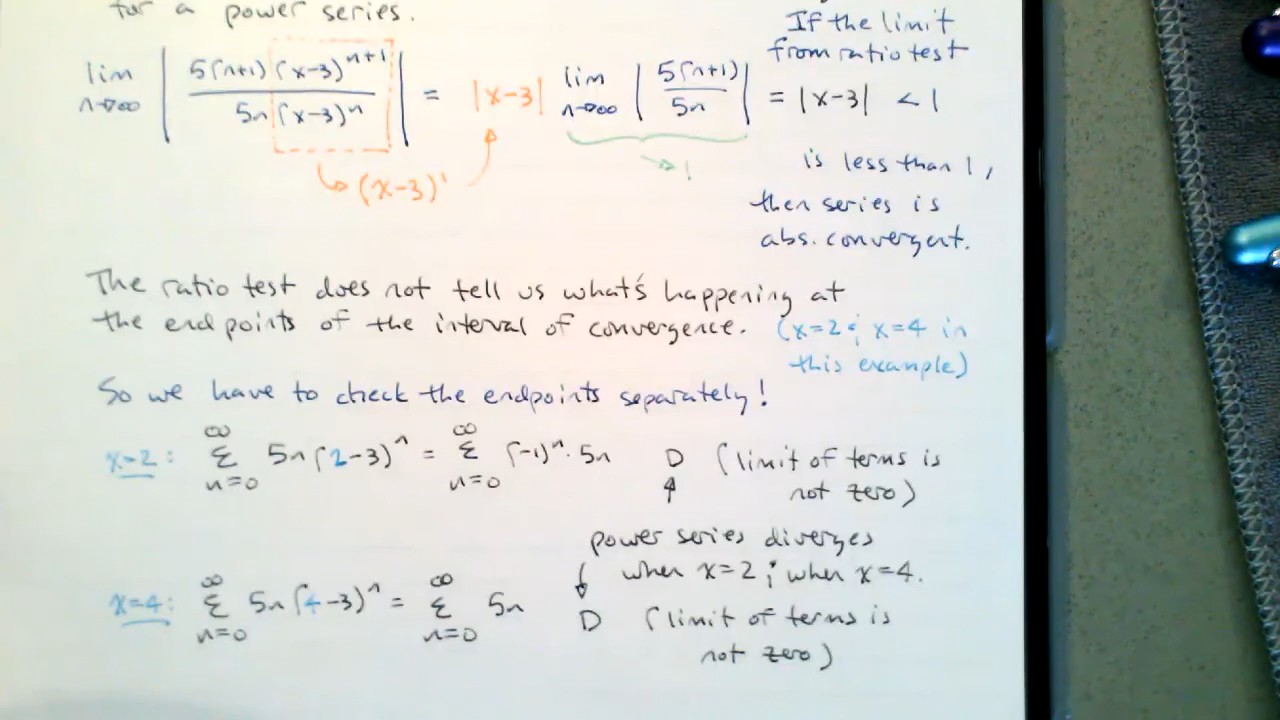 for a power series.
lim n→∞ | 5(n+1)(x-3)^{n+1} / 5n(x-3)^n | = |x-3| lim n→∞ | 5(n+1) / 5n | = |x-3| < 1
↳ (x-3)^1
→ 1
If the limit
from ratio test
is less than 1,
then series is
abs. convergent.
The ratio test does not tell us what's happening at
the endpoints of the interval of convergence. (x=2 & x=4 in
this example)
So we have to check the endpoints separately!
x=2: ∞ Σ n=0 5n(2-3)^n = ∞ Σ n=0 (-1)^n · 5n D (limit of terms is
not zero)
power series diverges
when x=2 & when x=4.
x=4: ∞ Σ n=0 5n(4-3)^n = ∞ Σ n=0 5n D (limit of terms is
not zero)